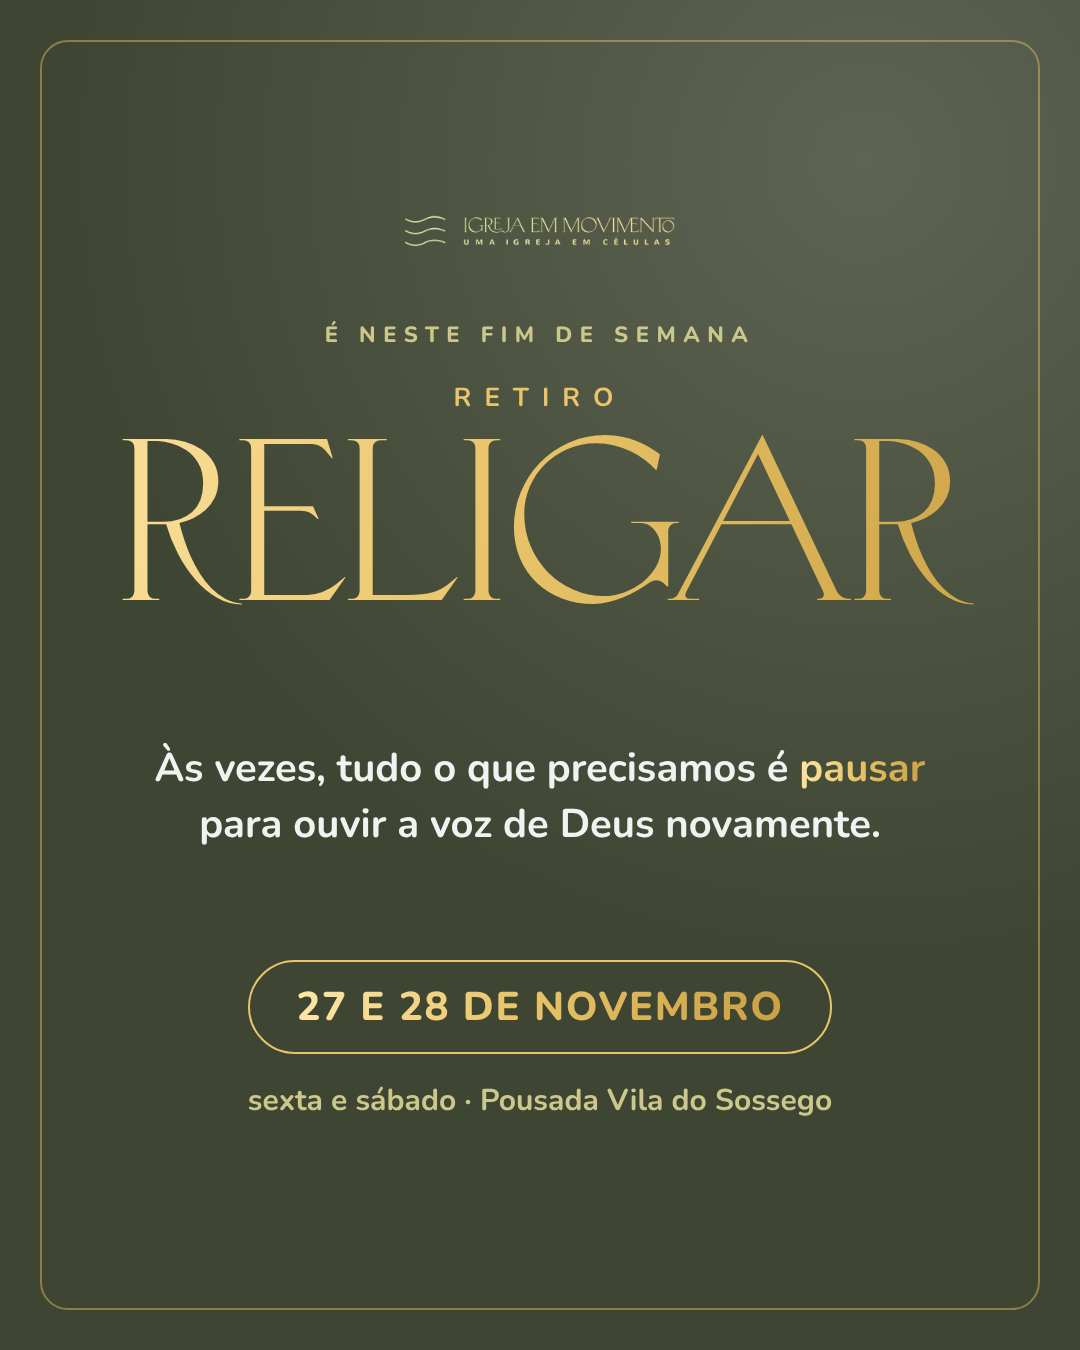 IGREJA EM MOVIMENTO
UMA IGREJA EM CÉLULAS
É NESTE FIM DE SEMANA
RETIRO
RELIGAR
Às vezes, tudo o que precisamos é pausar
para ouvir a voz de Deus novamente.
27 E 28 DE NOVEMBRO
sexta e sábado · Pousada Vila do Sossego